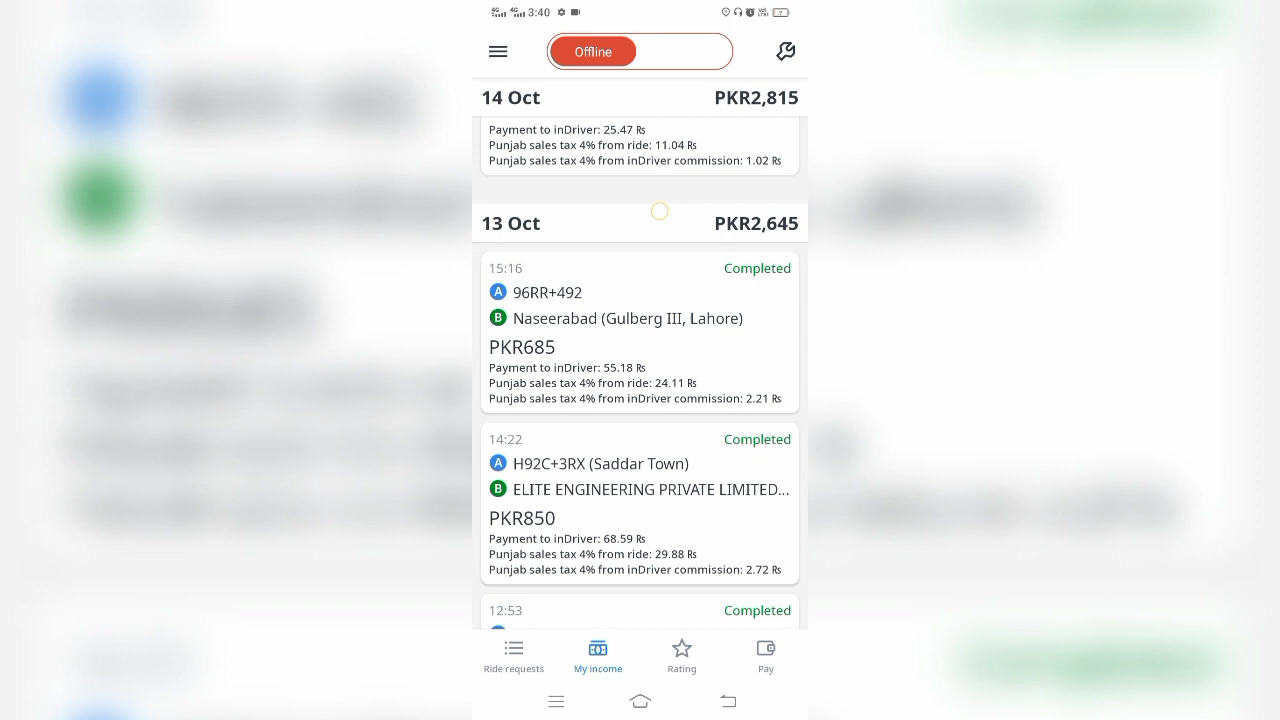 4G 4G 3:40
7
Offline
14 Oct PKR2,815
Payment to inDriver: 25.47 ₨
Punjab sales tax 4% from ride: 11.04 ₨
Punjab sales tax 4% from inDriver commission: 1.02 ₨
13 Oct PKR2,645
15:16 Completed
A 96RR+492
B Naseerabad (Gulberg III, Lahore)
PKR685
Payment to inDriver: 55.18 ₨
Punjab sales tax 4% from ride: 24.11 ₨
Punjab sales tax 4% from inDriver commission: 2.21 ₨
14:22 Completed
A H92C+3RX (Saddar Town)
B ELITE ENGINEERING PRIVATE LIMITED...
PKR850
Payment to inDriver: 68.59 ₨
Punjab sales tax 4% from ride: 29.88 ₨
Punjab sales tax 4% from inDriver commission: 2.72 ₨
12:53 Completed
Ride requests My income Rating Pay